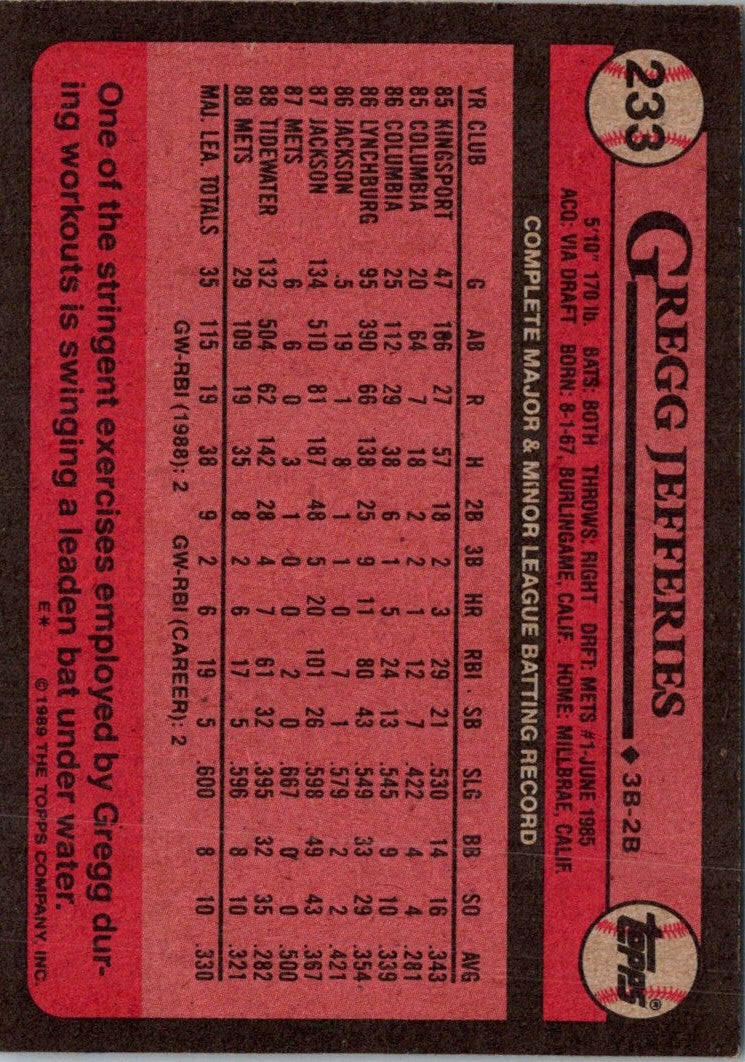 233
GREGG JEFFERIES ♦ 3B-2B
topps®
5'10" 170 lb. BATS: BOTH THROWS: RIGHT DRFT: METS #1-JUNE 1985
ACQ: VIA DRAFT BORN: 8-1-67, BURLINGAME, CALIF. HOME: MILLBRAE, CALIF.
COMPLETE MAJOR & MINOR LEAGUE BATTING RECORD
YR CLUB G AB R H 2B 3B HR RBI SB SLG BB SO AVG
85 KINGSPORT 47 166 27 57 18 2 3 29 21 .530 14 16 .343
85 COLUMBIA 20 64 7 18 2 2 1 12 7 .422 4 4 .281
86 COLUMBIA 25 112 29 38 6 1 5 24 13 .545 9 10 .339
86 LYNCHBURG 95 390 66 138 25 9 11 80 43 .549 33 29 .354
86 JACKSON 5 19 1 8 1 1 0 7 1 .579 2 2 .421
87 JACKSON 134 510 81 187 48 5 20 101 26 .598 49 43 .367
87 METS 6 6 0 3 1 0 0 2 0 .667 0 0 .500
88 TIDEWATER 132 504 62 142 28 4 7 61 32 .395 32 35 .282
88 METS 29 109 19 35 8 2 6 17 5 .596 8 10 .321
MAJ. LEA. TOTALS 35 115 19 38 9 2 6 19 5 .600 8 10 .330
GW-RBI (1988): 2 GW-RBI (CAREER): 2
One of the stringent exercises employed by Gregg dur-
ing workouts is swinging a leaden bat under water.
E* © 1989 THE TOPPS COMPANY, INC.